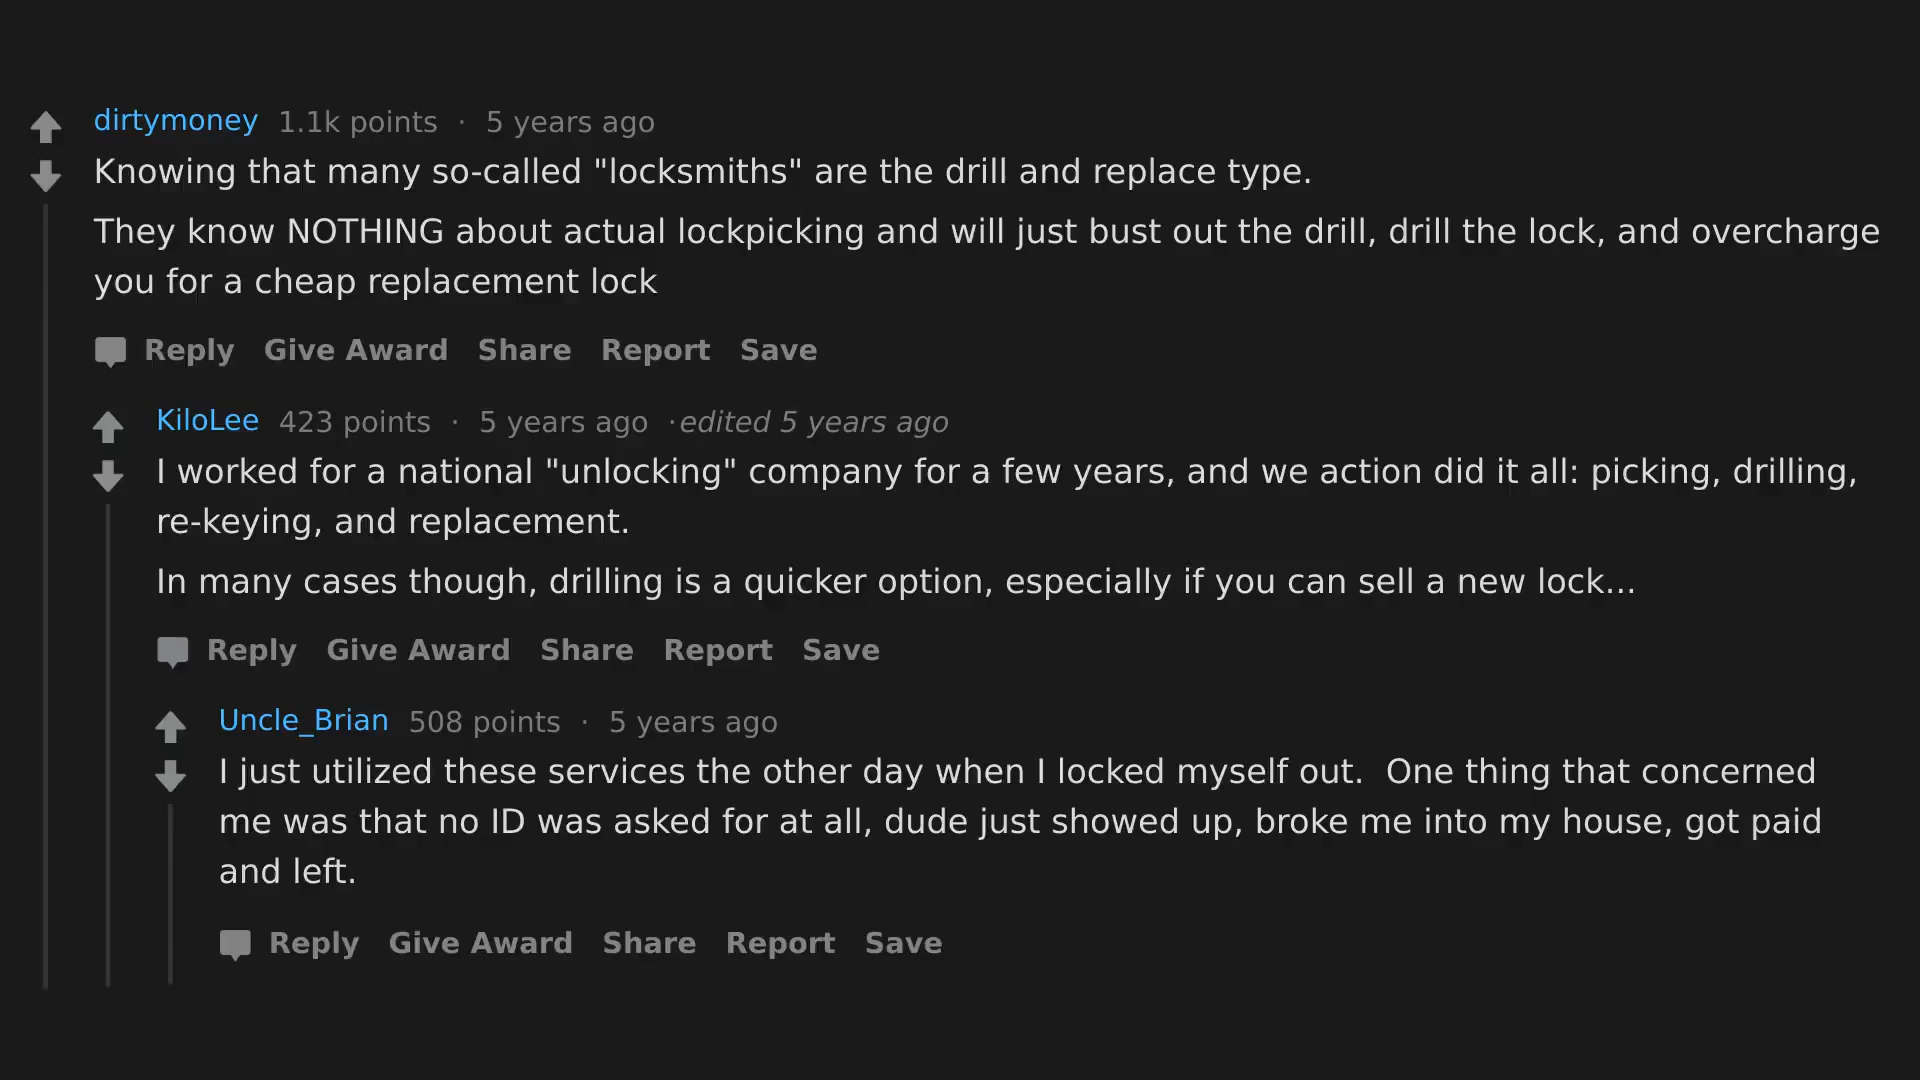 dirtymoney 1.1k points · 5 years ago
Knowing that many so-called "locksmiths" are the drill and replace type.
They know NOTHING about actual lockpicking and will just bust out the drill, drill the lock, and overcharge
you for a cheap replacement lock
Reply Give Award Share Report Save
KiloLee 423 points · 5 years ago ·edited 5 years ago
I worked for a national "unlocking" company for a few years, and we action did it all: picking, drilling,
re-keying, and replacement.
In many cases though, drilling is a quicker option, especially if you can sell a new lock...
Reply Give Award Share Report Save
Uncle_Brian 508 points · 5 years ago
I just utilized these services the other day when I locked myself out.  One thing that concerned
me was that no ID was asked for at all, dude just showed up, broke me into my house, got paid
and left.
Reply Give Award Share Report Save